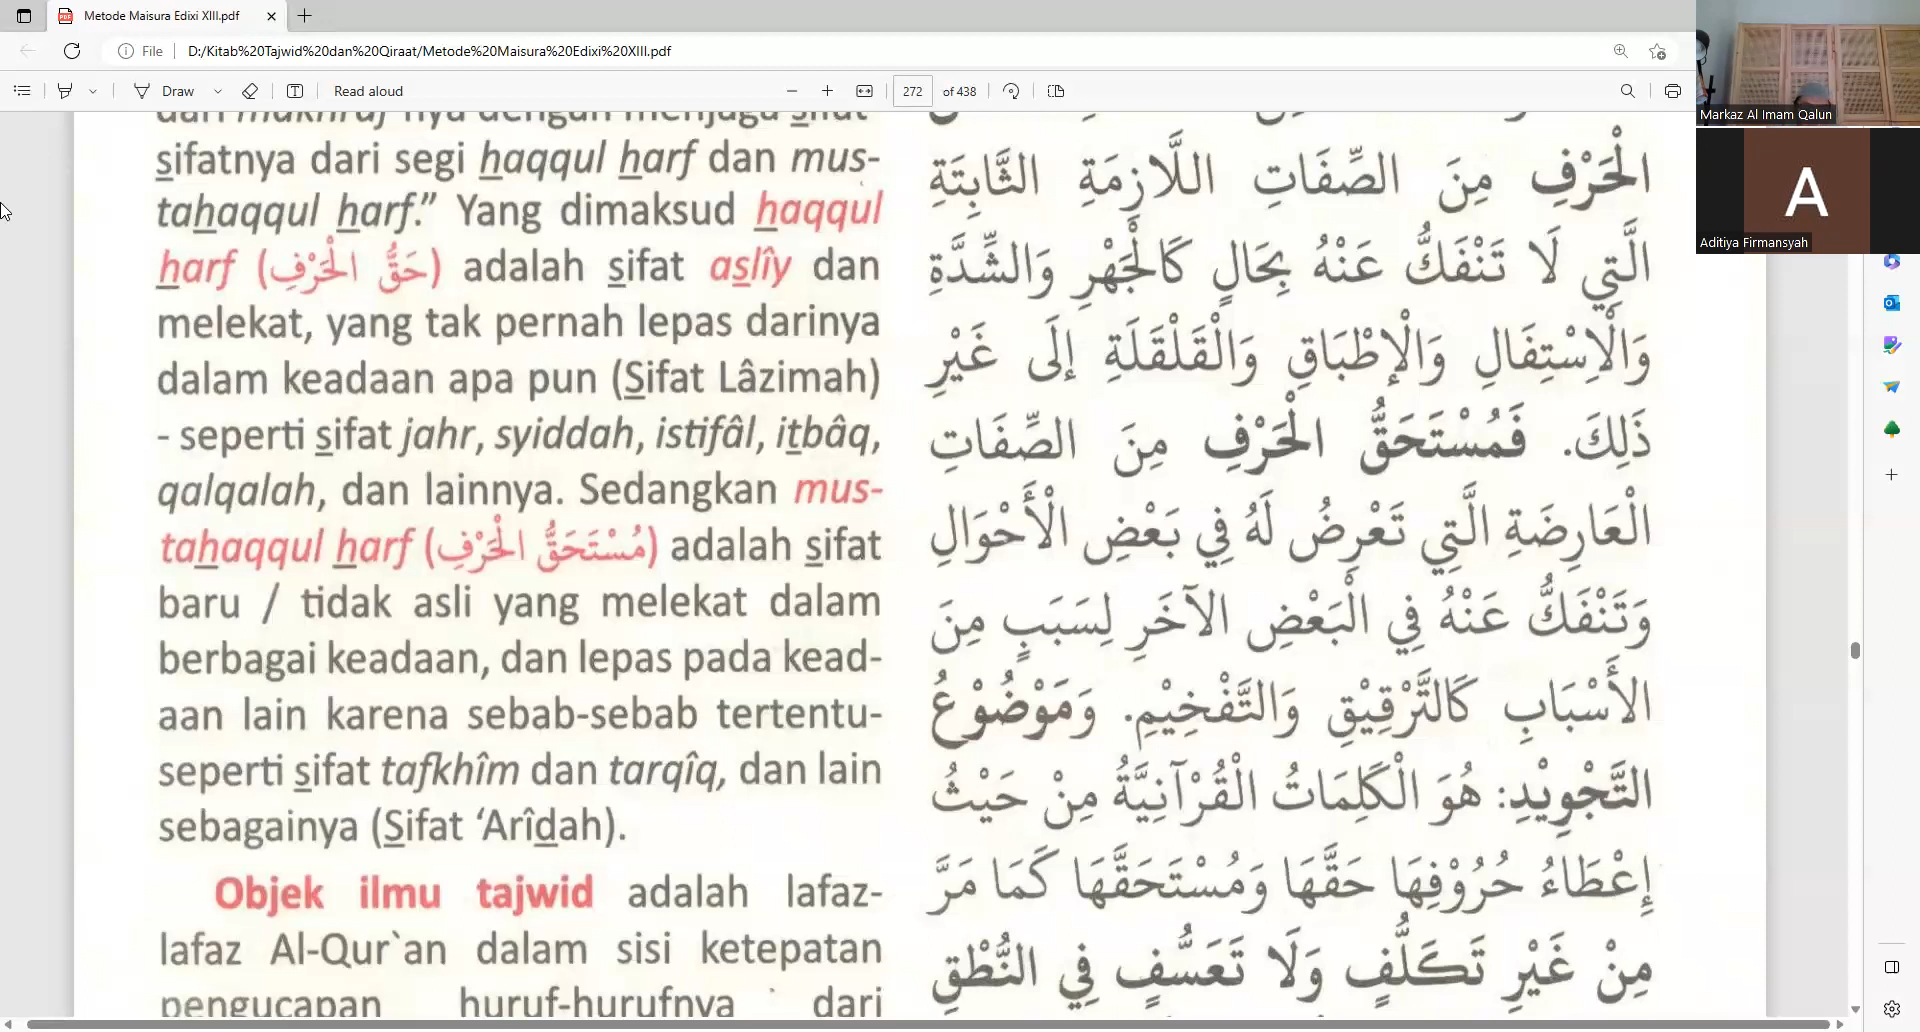 Metode Maisura Edixi XIII.pdf
File
D:/Kitab%20Tajwid%20dan%20Qiraat/Metode%20Maisura%20Edixi%20XIII.pdf
Draw
Read aloud
272
of 438
Markaz Al Imam Qalun
A
Aditiya Firmansyah
dari makhraj-nya dengan menjaga sifat-
sifatnya dari segi haqqul harf dan mus-
tahaqqul harf.” Yang dimaksud haqqul
harf (حَقُّ الْحَرْفِ) adalah sifat aslîy dan
melekat, yang tak pernah lepas darinya
dalam keadaan apa pun (Sifat Lâzimah)
- seperti sifat jahr, syiddah, istifâl, itbâq,
qalqalah, dan lainnya. Sedangkan mus-
tahaqqul harf (مُسْتَحَقُّ الْحَرْفِ) adalah sifat
baru / tidak asli yang melekat dalam
berbagai keadaan, dan lepas pada kead-
aan lain karena sebab-sebab tertentu-
seperti sifat tafkhîm dan tarqîq, dan lain
sebagainya (Sifat ‘Arîdah).
Objek ilmu tajwid adalah lafaz-
lafaz Al-Qur`an dalam sisi ketepatan
pengucapan huruf-hurufnya dari
الْحَرْفِ مِنَ الصِّفَاتِ اللَّازِمَةِ الثَّابِتَةِ
الَّتِي لَا تَنْفَكُّ عَنْهُ بِحَالٍ كَالْجَهْرِ وَالشِّدَّةِ
وَالْاِسْتِفَالِ وَالْإِطْبَاقِ وَالْقَلْقَلَةِ إِلَى غَيْرِ
ذَلِكَ. فَمُسْتَحَقُّ الْحَرْفِ مِنَ الصِّفَاتِ
الْعَارِضَةِ الَّتِي تَعْرِضُ لَهُ فِي بَعْضِ الْأَحْوَالِ
وَتَنْفَكُّ عَنْهُ فِي الْبَعْضِ الآخَرِ لِسَبَبٍ مِنَ
الأَسْبَابِ كَالتَّرْقِيْقِ وَالتَّفْخِيْمِ. وَمَوْضُوْعُ
التَّجْوِيْدِ: هُوَ الْكَلِمَاتُ الْقُرْآنِيَّةُ مِنْ حَيْثُ
إِعْطَاءُ حُرُوْفِهَا حَقَّهَا وَمُسْتَحَقَّهَا كَمَا مَرَّ
مِنْ غَيْرِ تَكَلُّفٍ وَلَا تَعَسُّفٍ فِي النُّطْقِ